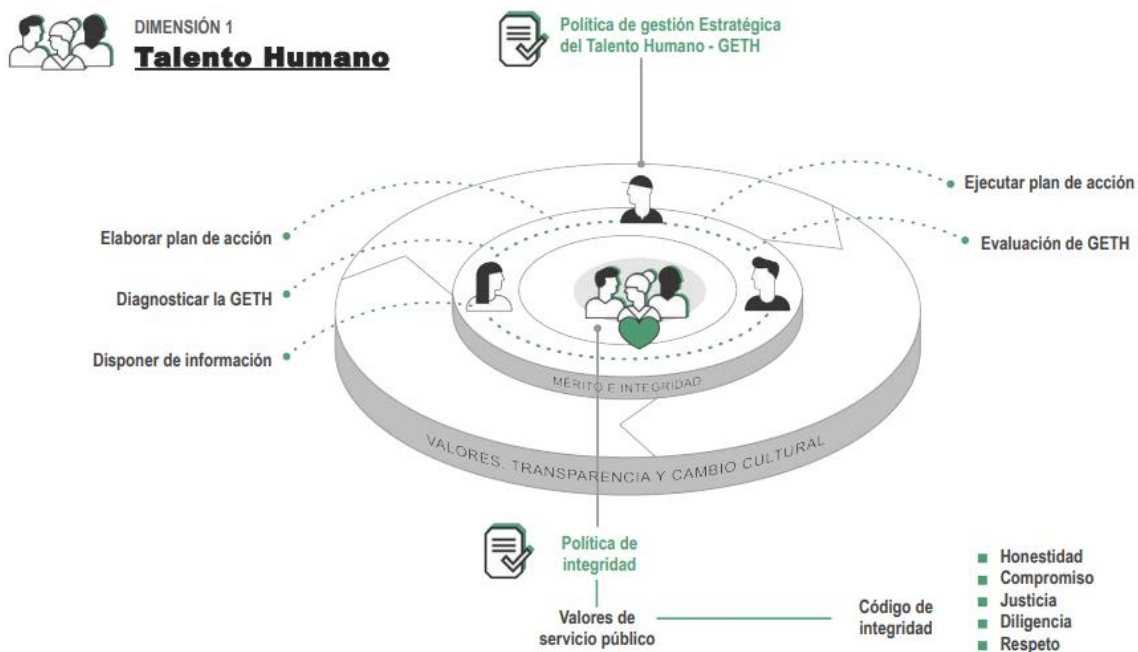 DIMENSIÓN 1
Talento Humano
Política de gestión Estratégica
del Talento Humano - GETH
Elaborar plan de acción
Diagnosticar la GETH
Disponer de información
Ejecutar plan de acción
Evaluación de GETH
MÉRITO E INTEGRIDAD
VALORES, TRANSPARENCIA Y CAMBIO CULTURAL
Política de
integridad
Valores de
servicio público
Código de
integridad
Honestidad
Compromiso
Justicia
Diligencia
Respeto